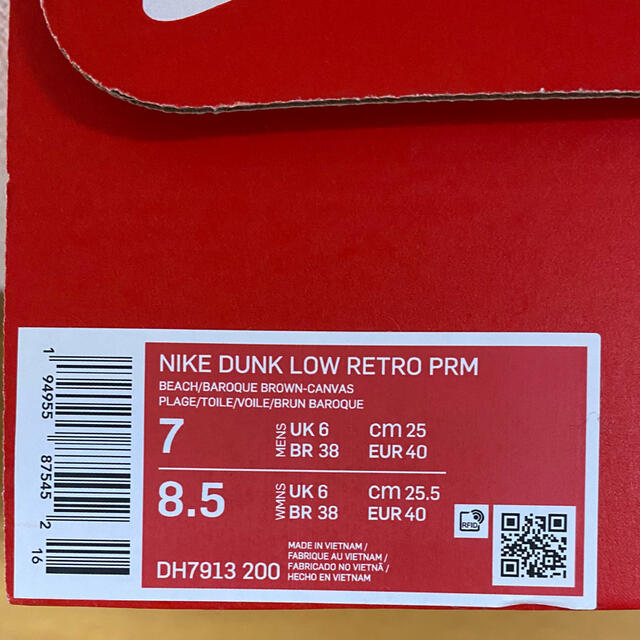 NIKE DUNK LOW RETRO PRM
BEACH/BAROQUE BROWN-CANVAS
PLAGE/TOILE/VOILE/BRUN BAROQUE
7 MENS UK 6 cm 25
BR 38 EUR 40
8.5 WMNS UK 6 cm 25.5
BR 38 EUR 40
RFID
MADE IN VIETNAM /
FABRIQUE AU VIETNAM /
FABRICADO NO VIETNÃ /
HECHO EN VIETNAM
DH7913 200
1 94955 87545 2 16